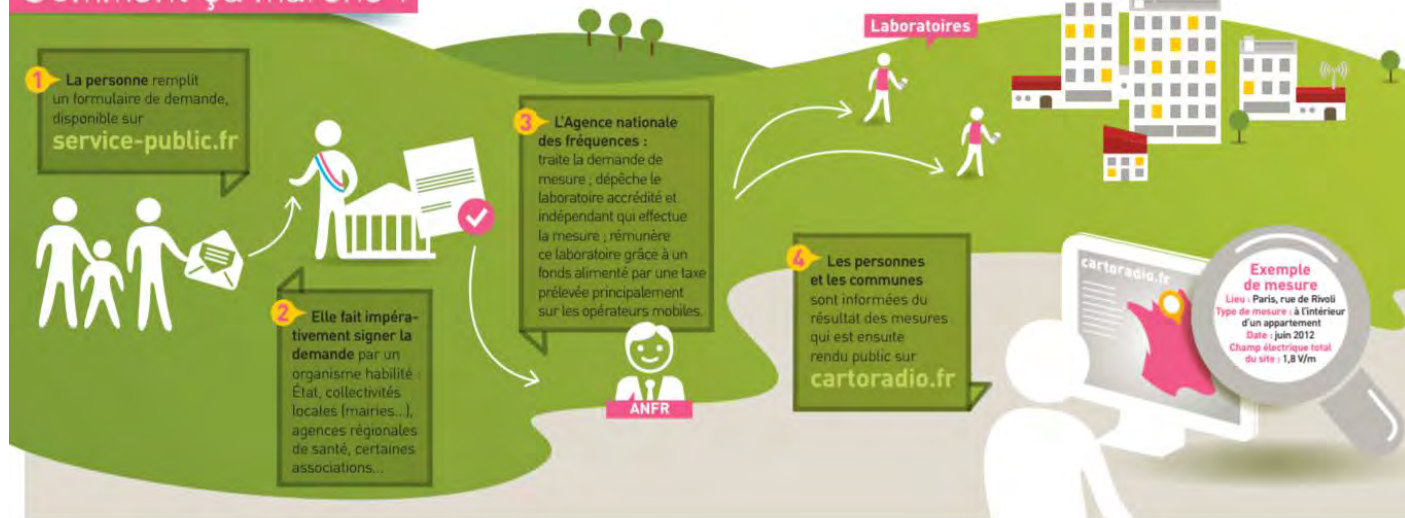 Comment ça marche ?
1 La personne remplit
un formulaire de demande,
disponible sur
service-public.fr
2 Elle fait impéra-
tivement signer la
demande par un
organisme habilité :
État, collectivités
locales (mairies...),
agences régionales
de santé, certaines
associations...
3 L'Agence nationale
des fréquences :
traite la demande de
mesure ; dépêche le
laboratoire accrédité et
indépendant qui effectue
la mesure ; rémunère
ce laboratoire grâce à un
fonds alimenté par une taxe
prélevée principalement
sur les opérateurs mobiles.
ANFR
Laboratoires
4 Les personnes
et les communes
sont informées du
résultat des mesures
qui est ensuite
rendu public sur
cartoradio.fr
cartoradio.fr
Exemple
de mesure
Lieu : Paris, rue de Rivoli
Type de mesure : à l'intérieur
d'un appartement
Date : juin 2012
Champ électrique total
du site : 1,8 V/m